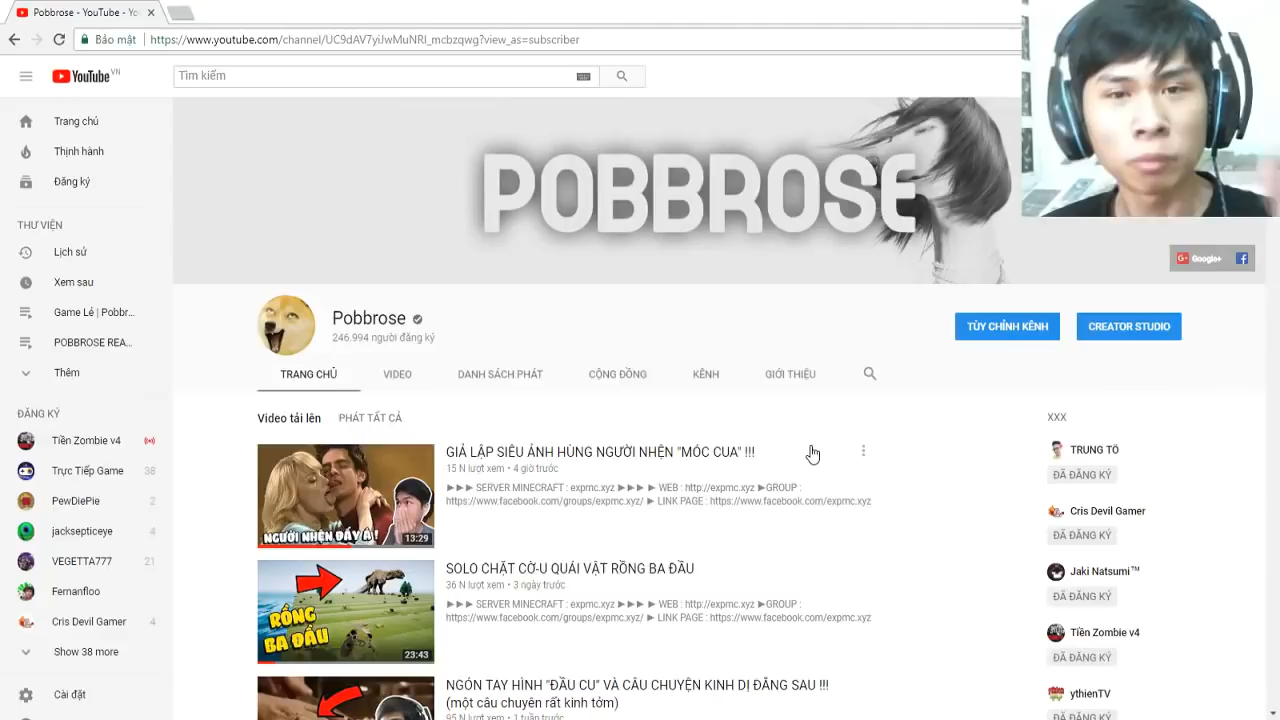 Pobbrose - YouTube - Yo
Bảo mật
https://www.youtube.com/channel/UC9dAV7yiJwMuNRI_mcbzqwg?view_as=subscriber
YouTube VN
Tìm kiếm
Trang chủ
Thịnh hành
Đăng ký
THƯ VIỆN
Lịch sử
Xem sau
Game Lẻ | Pobbr...
POBBROSE REA...
Thêm
ĐĂNG KÝ
Tiền Zombie v4
Trực Tiếp Game 38
PewDiePie 2
jacksepticeye 4
VEGETTA777 21
Fernanfloo
Cris Devil Gamer 4
Show 38 more
Cài đặt
POBBROSE
Google+
Pobbrose
246.994 người đăng ký
TÙY CHỈNH KÊNH
CREATOR STUDIO
TRANG CHỦ
VIDEO
DANH SÁCH PHÁT
CỘNG ĐỒNG
KÊNH
GIỚI THIỆU
Video tải lên
PHÁT TẤT CẢ
NGƯỜI NHỆN ĐẤY Á !
13:29
GIẢ LẬP SIÊU ẢNH HÙNG NGƯỜI NHỆN "MÓC CUA" !!!
15 N lượt xem • 4 giờ trước
►►► SERVER MINECRAFT : expmc.xyz ►►► ► WEB : http://expmc.xyz ►GROUP :
https://www.facebook.com/groups/expmc.xyz/ ► LINK PAGE : https://www.facebook.com/expmc.xyz
RỒNG
BA ĐẦU
23:43
SOLO CHẶT CỜ-U QUÁI VẬT RỒNG BA ĐẦU
36 N lượt xem • 3 ngày trước
►►► SERVER MINECRAFT : expmc.xyz ►►► ► WEB : http://expmc.xyz ►GROUP :
https://www.facebook.com/groups/expmc.xyz/ ► LINK PAGE : https://www.facebook.com/expmc.xyz
NGÓN TAY HÌNH "ĐẦU CU" VÀ CÂU CHUYỆN KINH DỊ ĐẰNG SAU !!!
(một câu chuyện rất kinh tởm)
95 N lượt xem • 1 tuần trước
XXX
TRUNG TÖ
ĐÃ ĐĂNG KÝ
Cris Devil Gamer
ĐÃ ĐĂNG KÝ
Jaki Natsumi™
ĐÃ ĐĂNG KÝ
Tiền Zombie v4
ĐÃ ĐĂNG KÝ
ythienTV
ĐÃ ĐĂNG KÝ